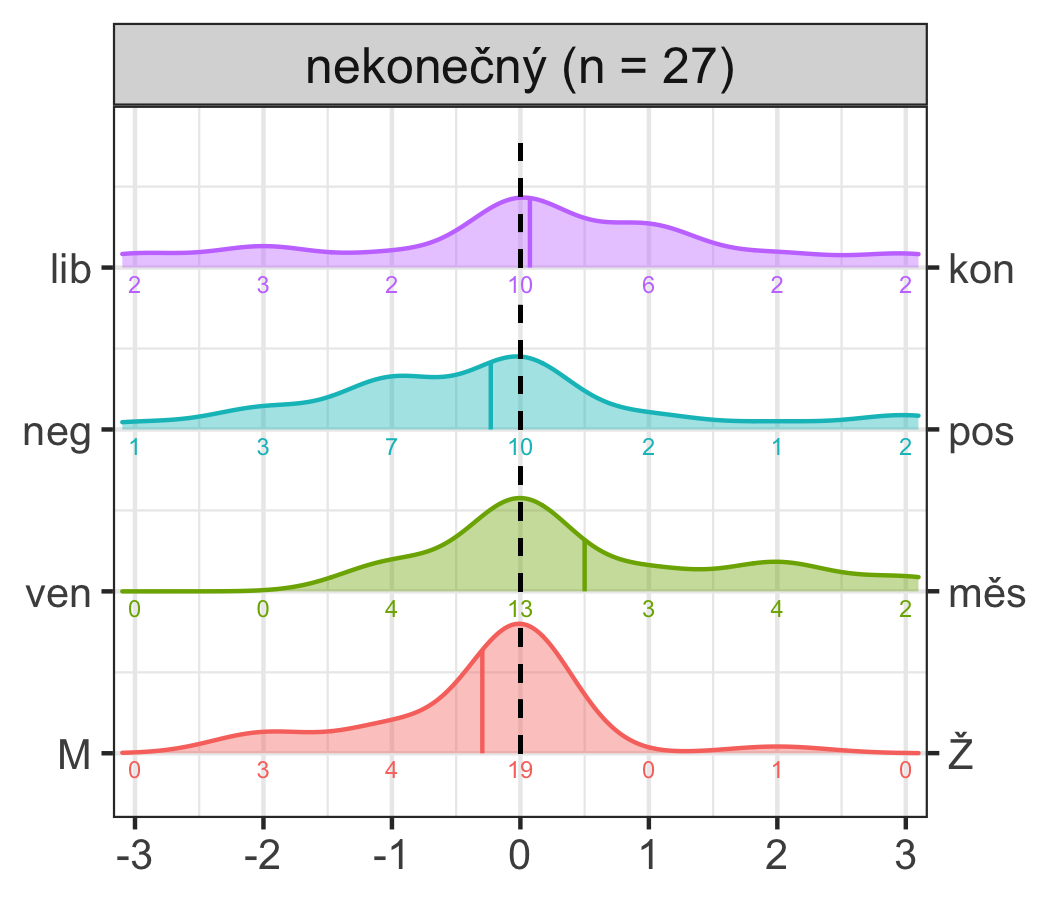 nekonečný (n = 27)
lib kon
2 3 2 10 6 2 2
neg pos
1 3 7 10 2 1 2
ven měs
0 0 4 13 3 4 2
M Ž
0 3 4 19 0 1 0
-3 -2 -1 0 1 2 3